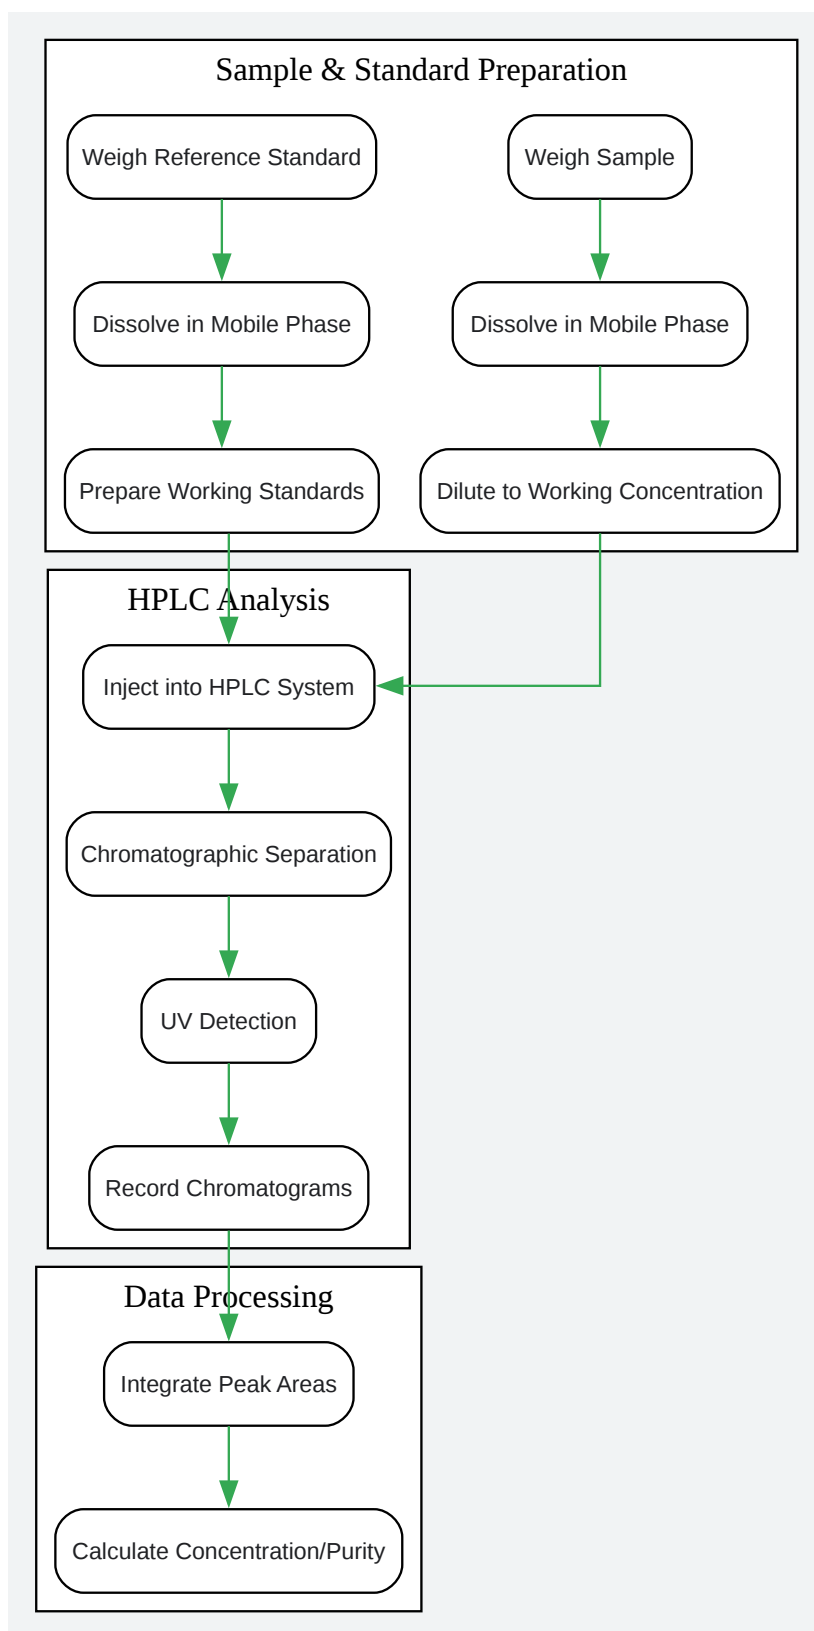 Sample & Standard Preparation
Weigh Reference Standard
Weigh Sample
Dissolve in Mobile Phase
Dissolve in Mobile Phase
Prepare Working Standards
Dilute to Working Concentration
HPLC Analysis
Inject into HPLC System
Chromatographic Separation
UV Detection
Record Chromatograms
Data Processing
Integrate Peak Areas
Calculate Concentration/Purity